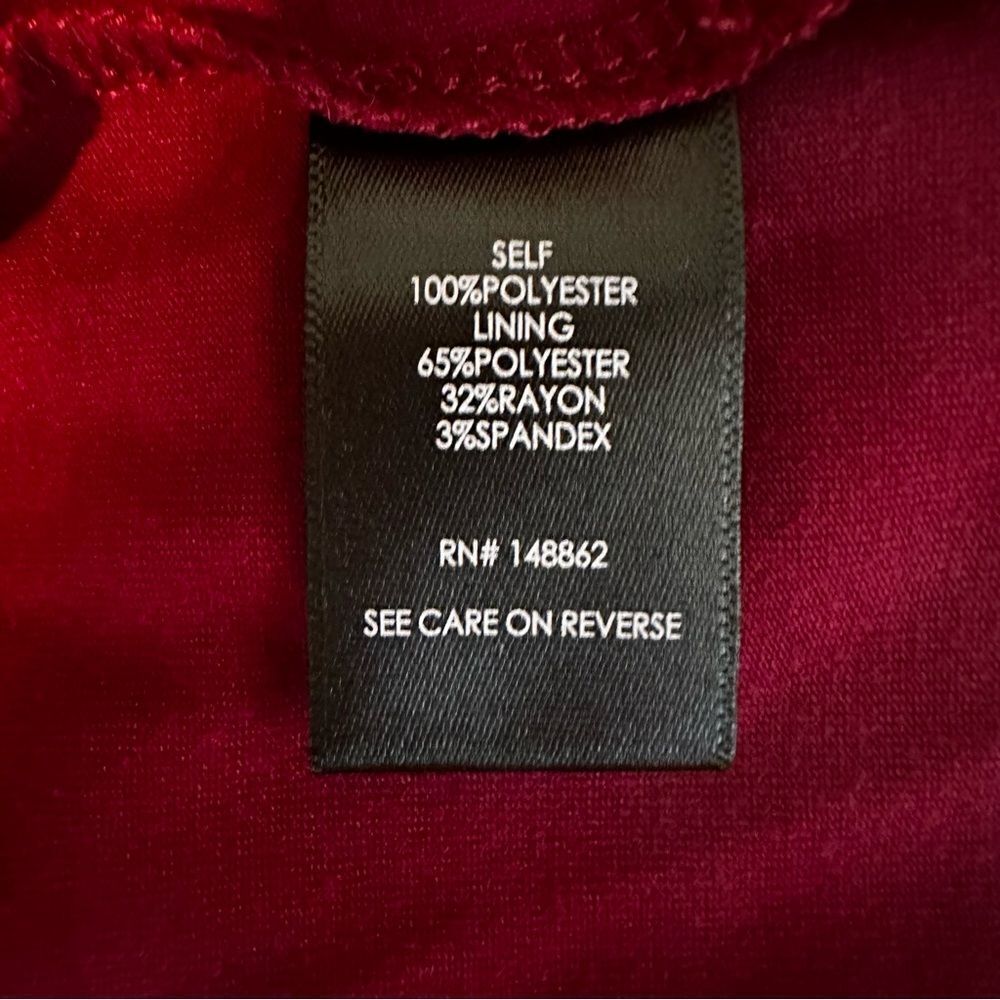 SELF
100%POLYESTER
LINING
65%POLYESTER
32%RAYON
3%SPANDEX
RN# 148862
SEE CARE ON REVERSE